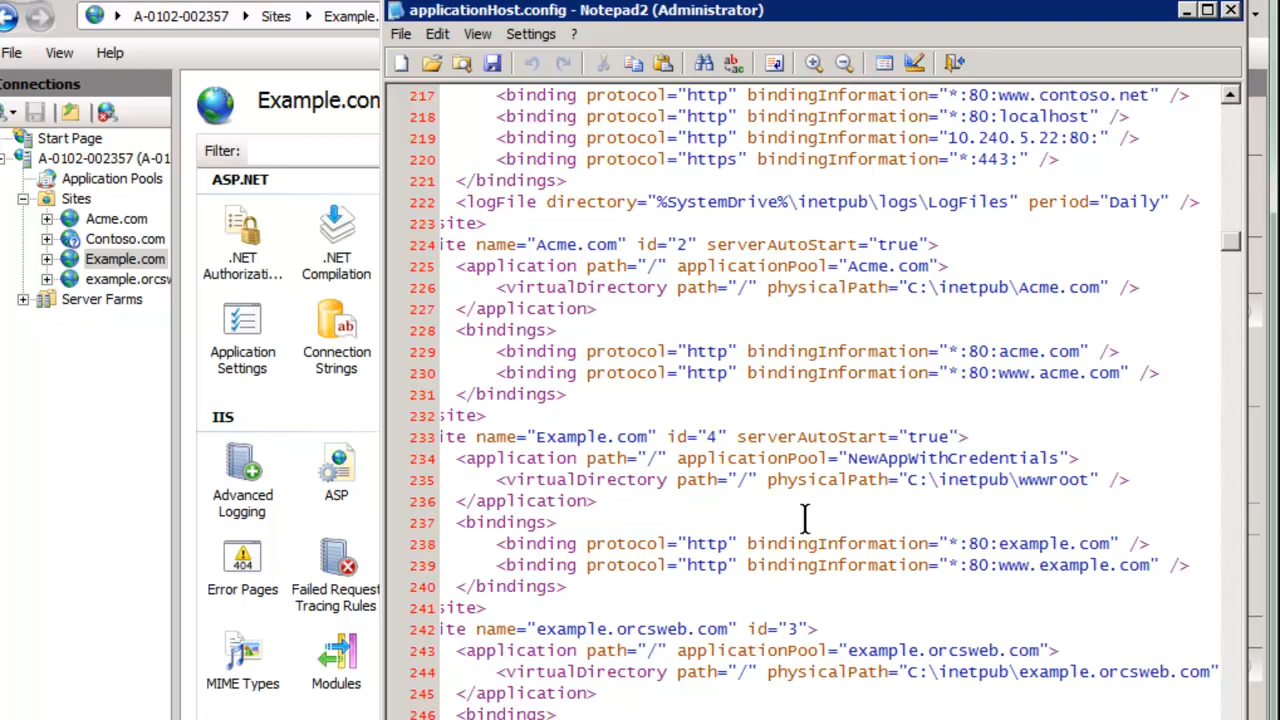 applicationHost.config - Notepad2 (Administrator)
A-0102-002357 Sites Example.
File View Help
File Edit View Settings ?
Connections
Start Page
A-0102-002357 (A-01
Application Pools
Sites
Acme.com
Contoso.com
Example.com
example.orcsw
Server Farms
Example.con
Filter:
ASP.NET
.NET
Authorizati...
.NET
Compilation
Application
Settings
Connection
Strings
IIS
Advanced
Logging
ASP
Error Pages
404
Failed Request
Tracing Rules
MIME Types
Modules
217 <binding protocol="http" bindingInformation="*:80:www.contoso.net" />
218 <binding protocol="http" bindingInformation="*:80:localhost" />
219 <binding protocol="http" bindingInformation="10.240.5.22:80:" />
220 <binding protocol="https" bindingInformation="*:443:" />
221 </bindings>
222 <logFile directory="%SystemDrive%\inetpub\logs\LogFiles" period="Daily" />
223 site>
224 ite name="Acme.com" id="2" serverAutoStart="true">
225 <application path="/" applicationPool="Acme.com">
226 <virtualDirectory path="/" physicalPath="C:\inetpub\Acme.com" />
227 </application>
228 <bindings>
229 <binding protocol="http" bindingInformation="*:80:acme.com" />
230 <binding protocol="http" bindingInformation="*:80:www.acme.com" />
231 </bindings>
232 site>
233 ite name="Example.com" id="4" serverAutoStart="true">
234 <application path="/" applicationPool="NewAppWithCredentials">
235 <virtualDirectory path="/" physicalPath="C:\inetpub\wwwroot" />
236 </application>
237 <bindings>
238 <binding protocol="http" bindingInformation="*:80:example.com" />
239 <binding protocol="http" bindingInformation="*:80:www.example.com" />
240 </bindings>
241 site>
242 ite name="example.orcsweb.com" id="3">
243 <application path="/" applicationPool="example.orcsweb.com">
244 <virtualDirectory path="/" physicalPath="C:\inetpub\example.orcsweb.com"
245 </application>
246 <bindings>